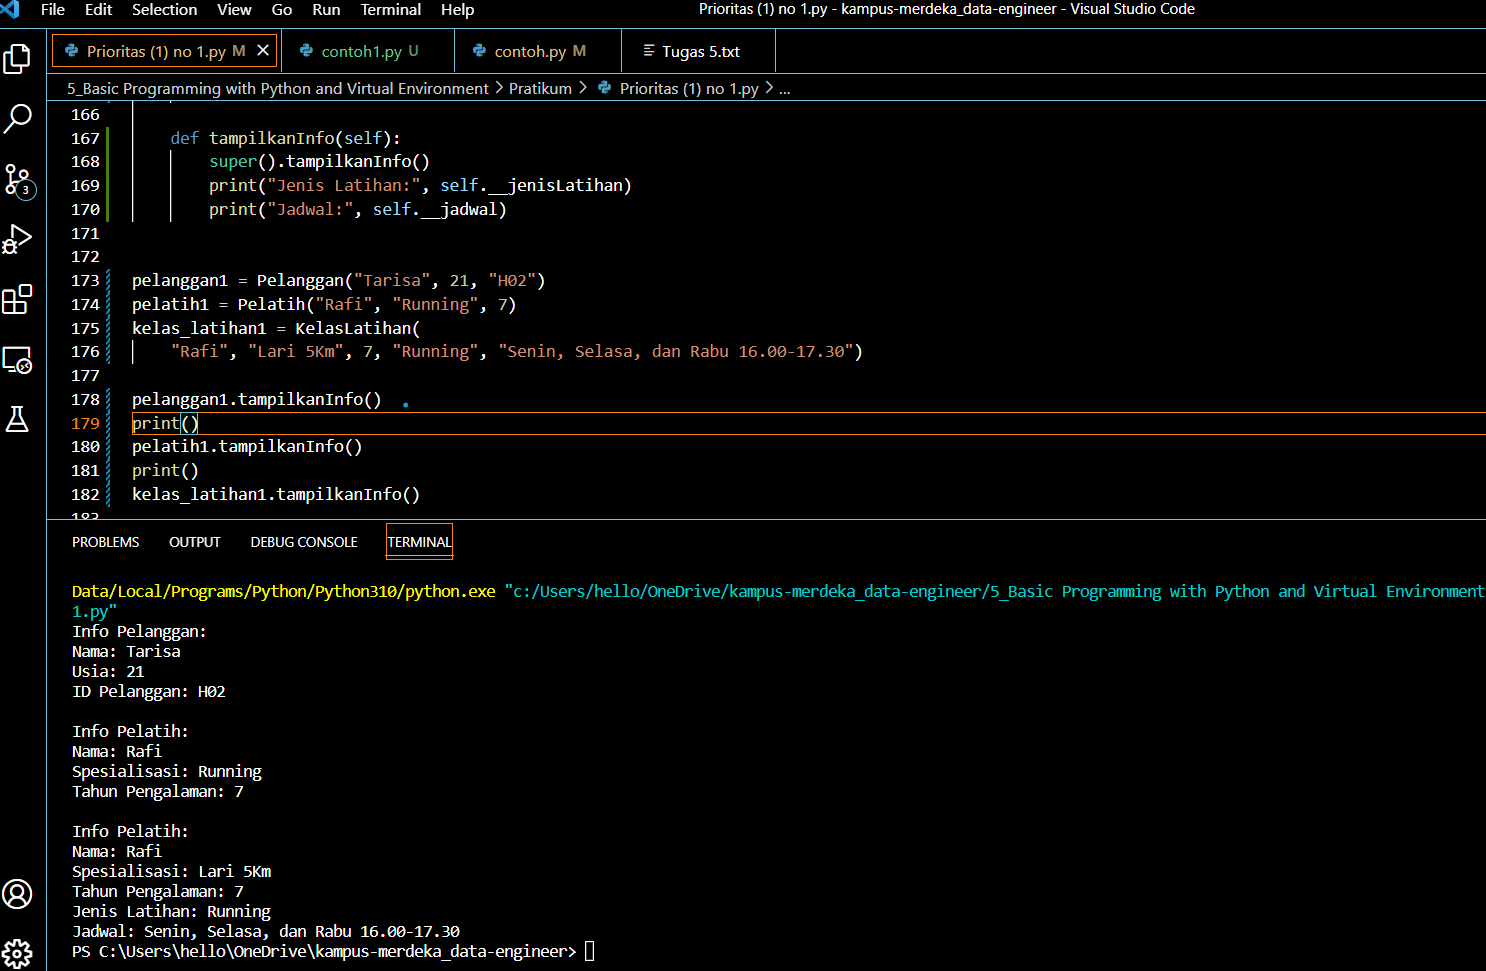 File Edit Selection View Go Run Terminal Help Prioritas (1) no 1.py - kampus-merdeka_data-engineer - Visual Studio Code
Prioritas (1) no 1.py M contoh1.py U contoh.py M Tugas 5.txt
5_Basic Programming with Python and Virtual Environment > Pratikum > Prioritas (1) no 1.py > ...
166
167 def tampilkanInfo(self):
168 super().tampilkanInfo()
169 print("Jenis Latihan:", self.__jenisLatihan)
170 print("Jadwal:", self.__jadwal)
171
172
173 pelanggan1 = Pelanggan("Tarisa", 21, "H02")
174 pelatih1 = Pelatih("Rafi", "Running", 7)
175 kelas_latihan1 = KelasLatihan(
176 "Rafi", "Lari 5Km", 7, "Running", "Senin, Selasa, dan Rabu 16.00-17.30")
177
178 pelanggan1.tampilkanInfo()
179 print()
180 pelatih1.tampilkanInfo()
181 print()
182 kelas_latihan1.tampilkanInfo()
183
3
PROBLEMS OUTPUT DEBUG CONSOLE TERMINAL
Data/Local/Programs/Python/Python310/python.exe "c:/Users/hello/OneDrive/kampus-merdeka_data-engineer/5_Basic Programming with Python and Virtual Environment
1.py"
Info Pelanggan:
Nama: Tarisa
Usia: 21
ID Pelanggan: H02
Info Pelatih:
Nama: Rafi
Spesialisasi: Running
Tahun Pengalaman: 7
Info Pelatih:
Nama: Rafi
Spesialisasi: Lari 5Km
Tahun Pengalaman: 7
Jenis Latihan: Running
Jadwal: Senin, Selasa, dan Rabu 16.00-17.30
PS C:\Users\hello\OneDrive\kampus-merdeka_data-engineer>